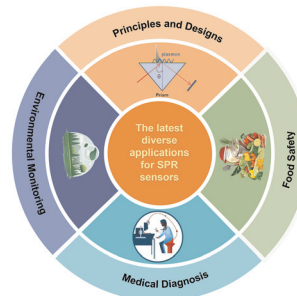 Principles and Designs
Prism
Environmental Monitoring
The latest
diverse
applications
for SPR
sensors
Food Safety
Medical Diagnosis